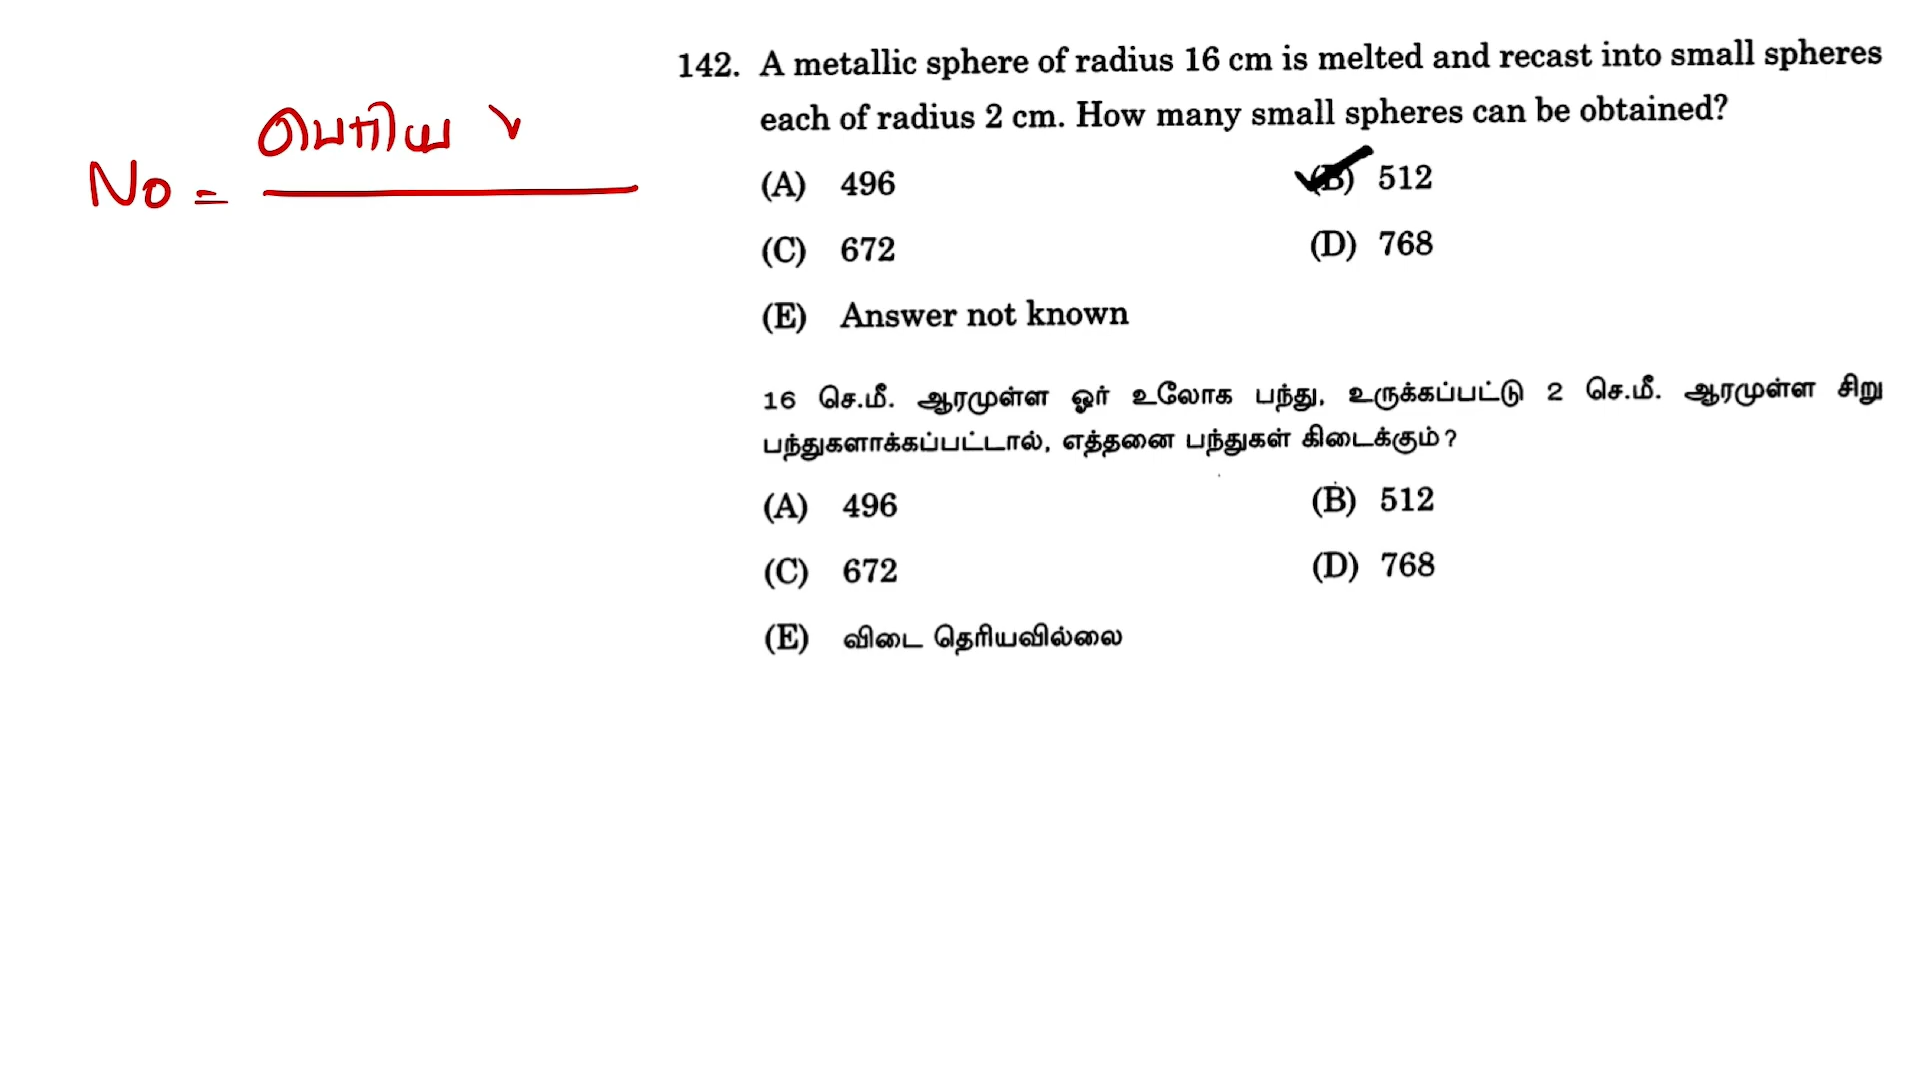 பெரிய v
No =
142. A metallic sphere of radius 16 cm is melted and recast into small spheres
each of radius 2 cm. How many small spheres can be obtained?
(A) 496 (B) 512
(C) 672 (D) 768
(E) Answer not known
16 செ.மீ. ஆரமுள்ள ஓர் உலோக பந்து, உருக்கப்பட்டு 2 செ.மீ. ஆரமுள்ள சிறு
பந்துகளாக்கப்பட்டால், எத்தனை பந்துகள் கிடைக்கும்?
(A) 496 (B) 512
(C) 672 (D) 768
(E) விடை தெரியவில்லை